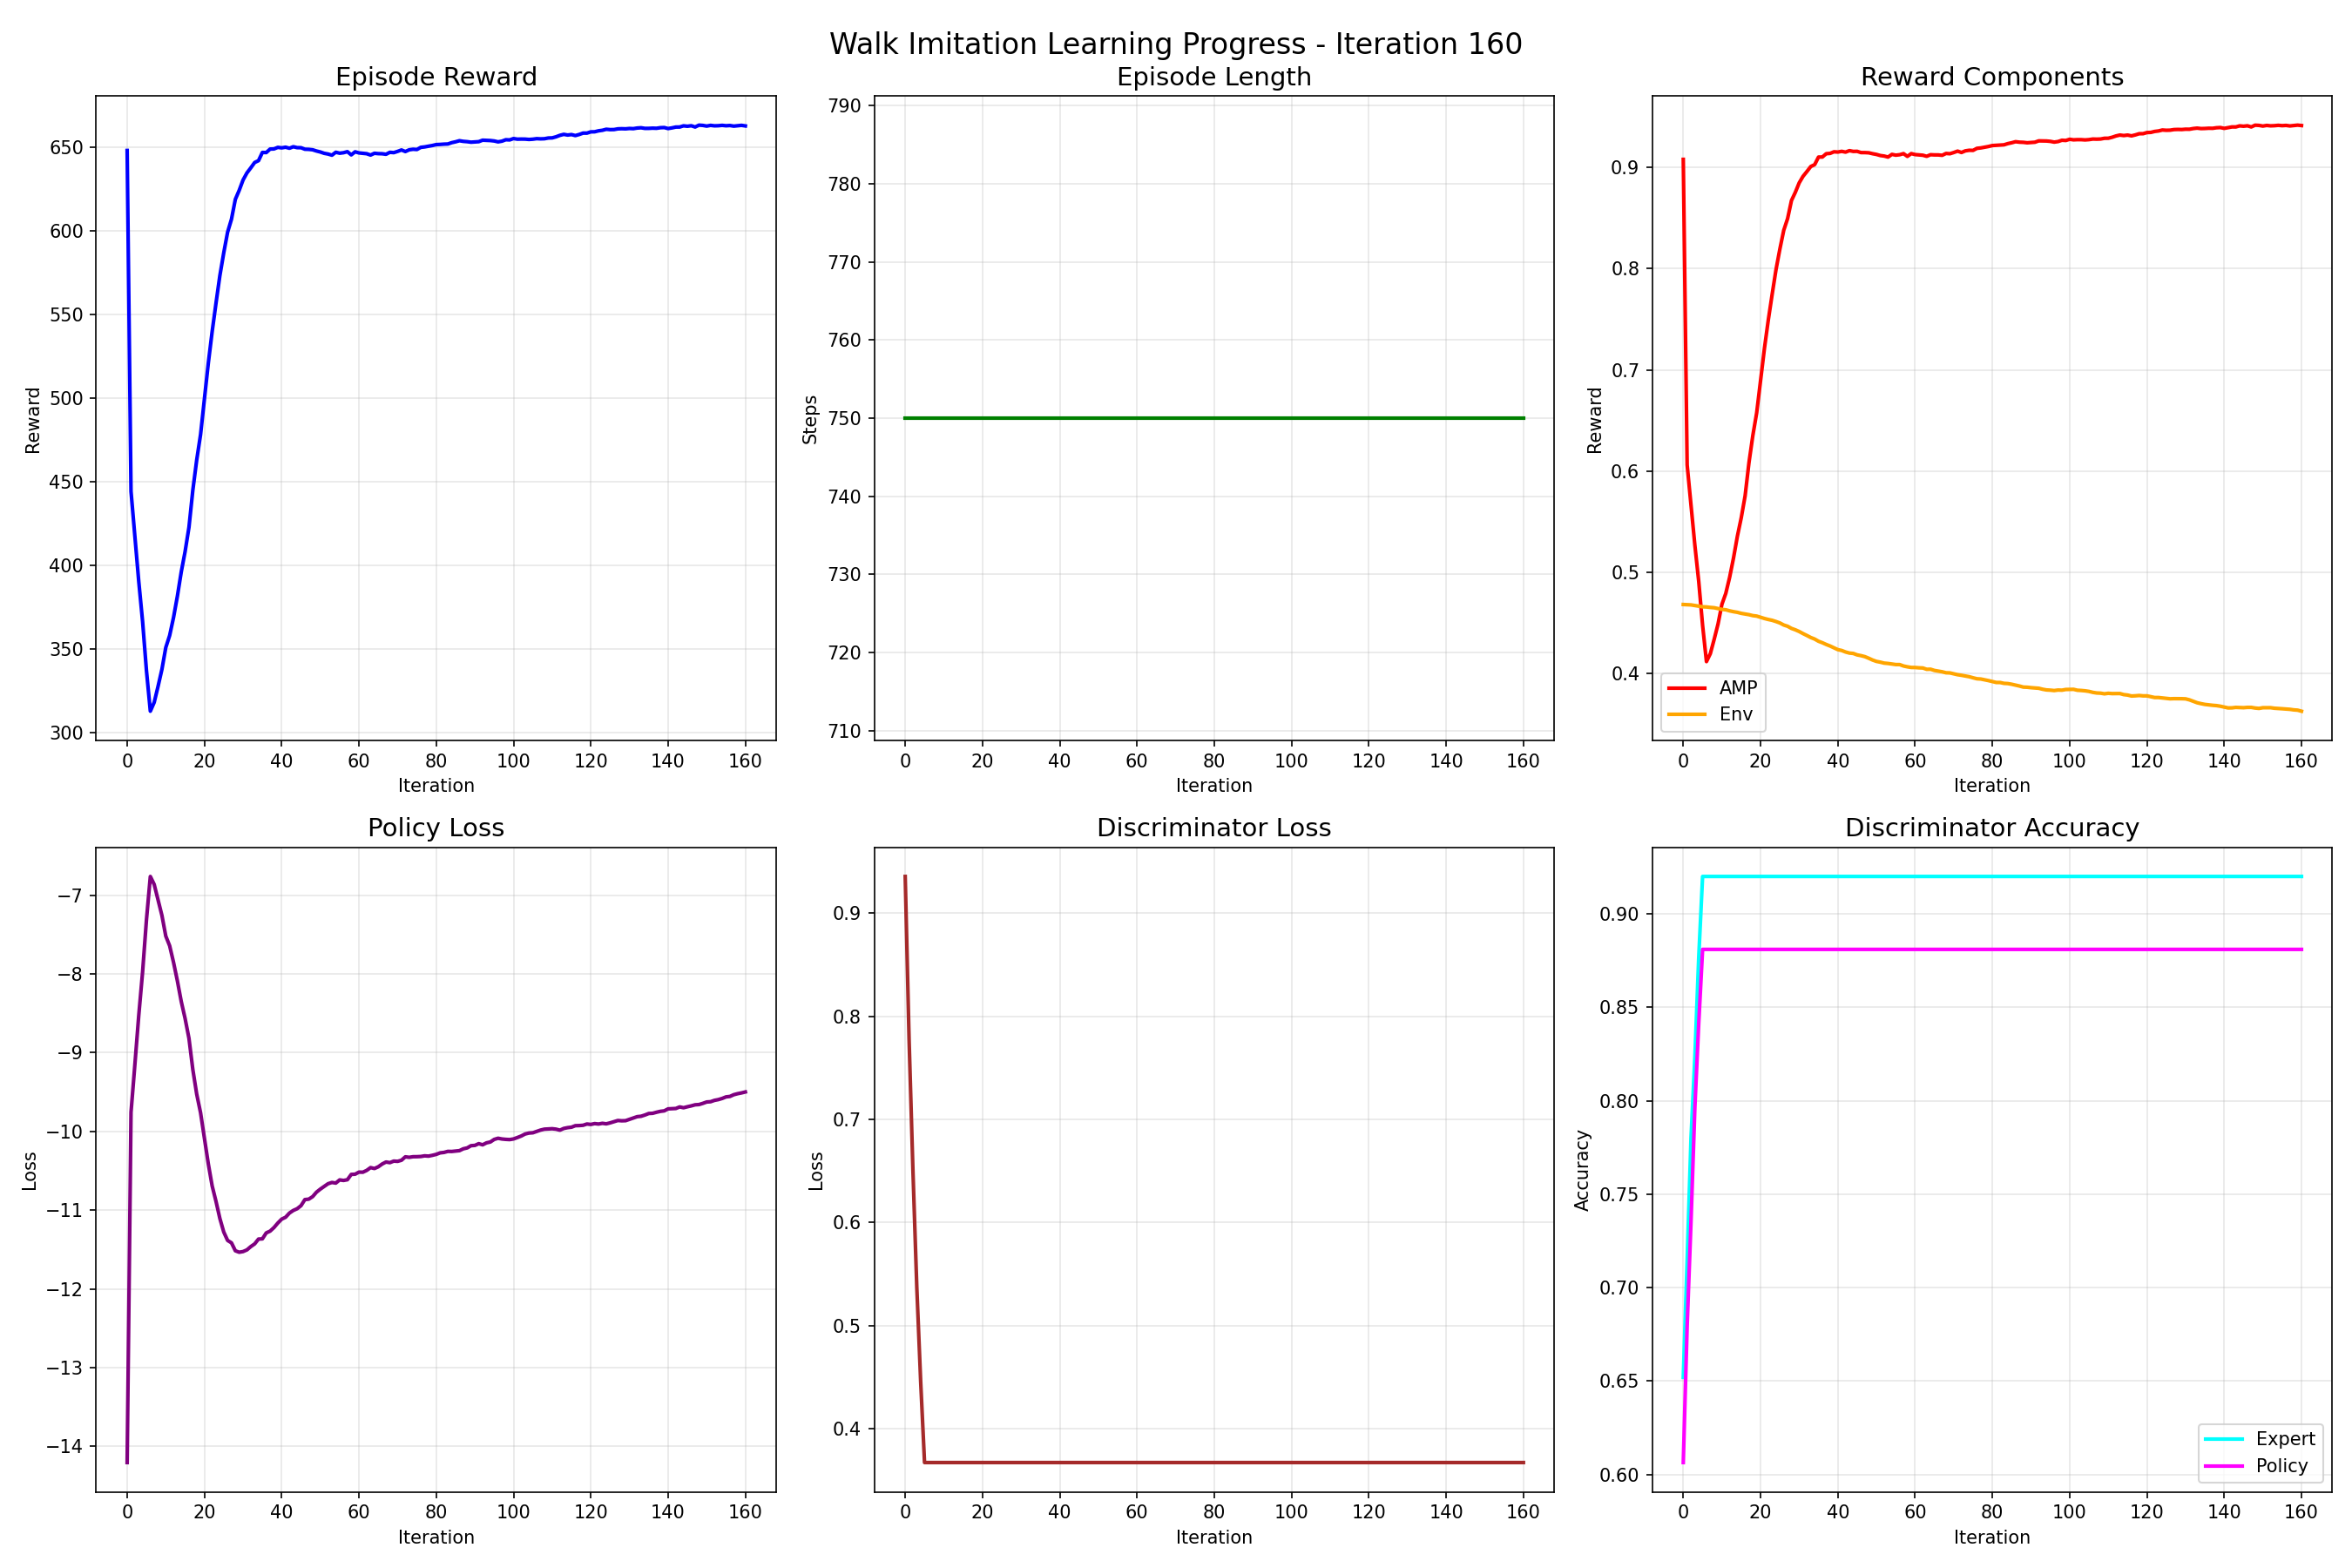 Walk Imitation Learning Progress - Iteration 160
Episode Reward
650
600
550
500
450
400
350
300
Reward
0 20 40 60 80 100 120 140 160
Iteration
Episode Length
790
780
770
760
750
740
730
720
710
Steps
0 20 40 60 80 100 120 140 160
Iteration
Reward Components
0.9
0.8
0.7
0.6
0.5
0.4
Reward
AMP
Env
0 20 40 60 80 100 120 140 160
Iteration
Policy Loss
−7
−8
−9
−10
−11
−12
−13
−14
Loss
0 20 40 60 80 100 120 140 160
Iteration
Discriminator Loss
0.9
0.8
0.7
0.6
0.5
0.4
Loss
0 20 40 60 80 100 120 140 160
Iteration
Discriminator Accuracy
0.90
0.85
0.80
0.75
0.70
0.65
0.60
Accuracy
Expert
Policy
0 20 40 60 80 100 120 140 160
Iteration